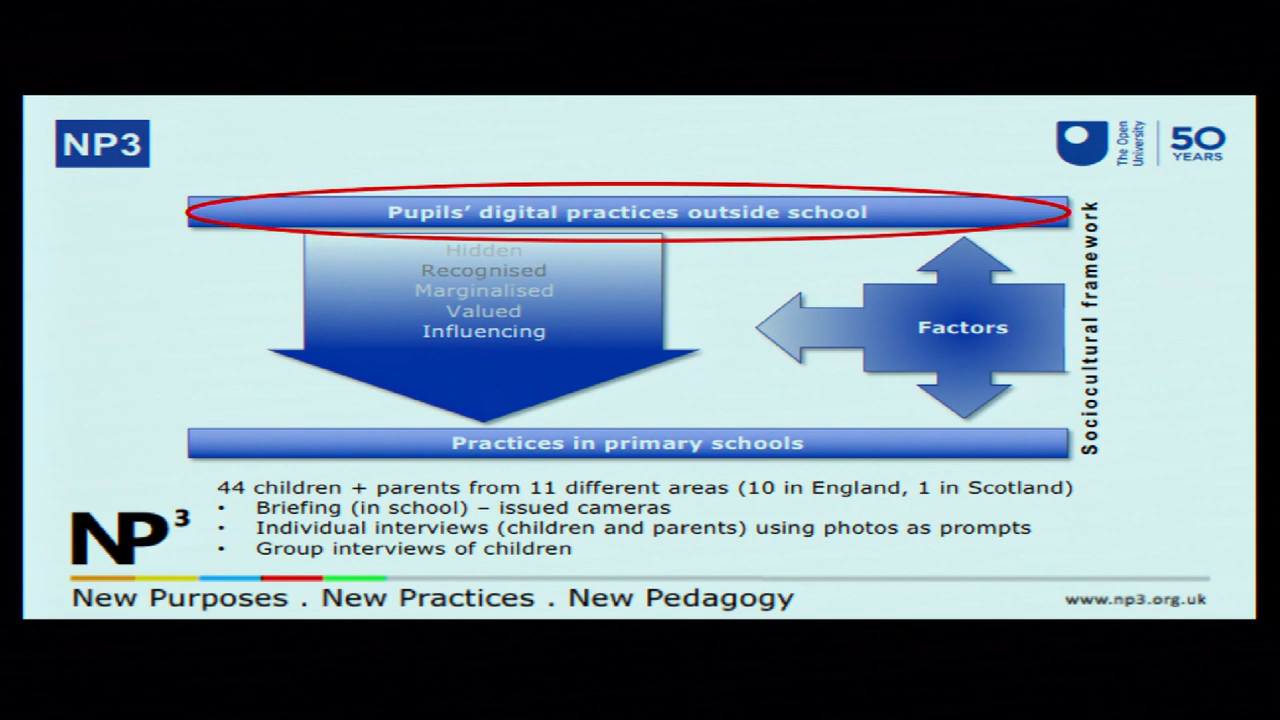 NP3
The Open
University
50
YEARS
Pupils’ digital practices outside school
Hidden
Recognised
Marginalised
Valued
Influencing
Factors
Sociocultural framework
Practices in primary schools
44 children + parents from 11 different areas (10 in England, 1 in Scotland)
• Briefing (in school) – issued cameras
• Individual interviews (children and parents) using photos as prompts
• Group interviews of children
NP3
New Purposes . New Practices . New Pedagogy
www.np3.org.uk